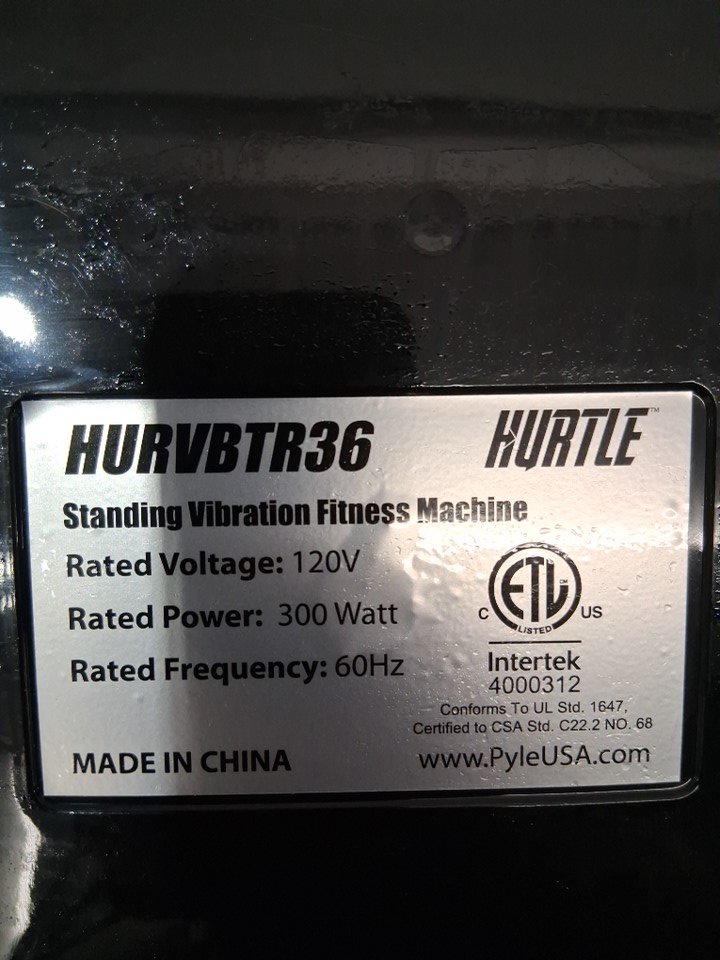 HURVBTR36
HURTLE™
Standing Vibration Fitness Machine
Rated Voltage: 120V
Rated Power: 300 Watt
Rated Frequency: 60Hz
C ETL CM US
LISTED
Intertek
4000312
Conforms To UL Std. 1647,
Certified to CSA Std. C22.2 NO. 68
MADE IN CHINA
www.PyleUSA.com